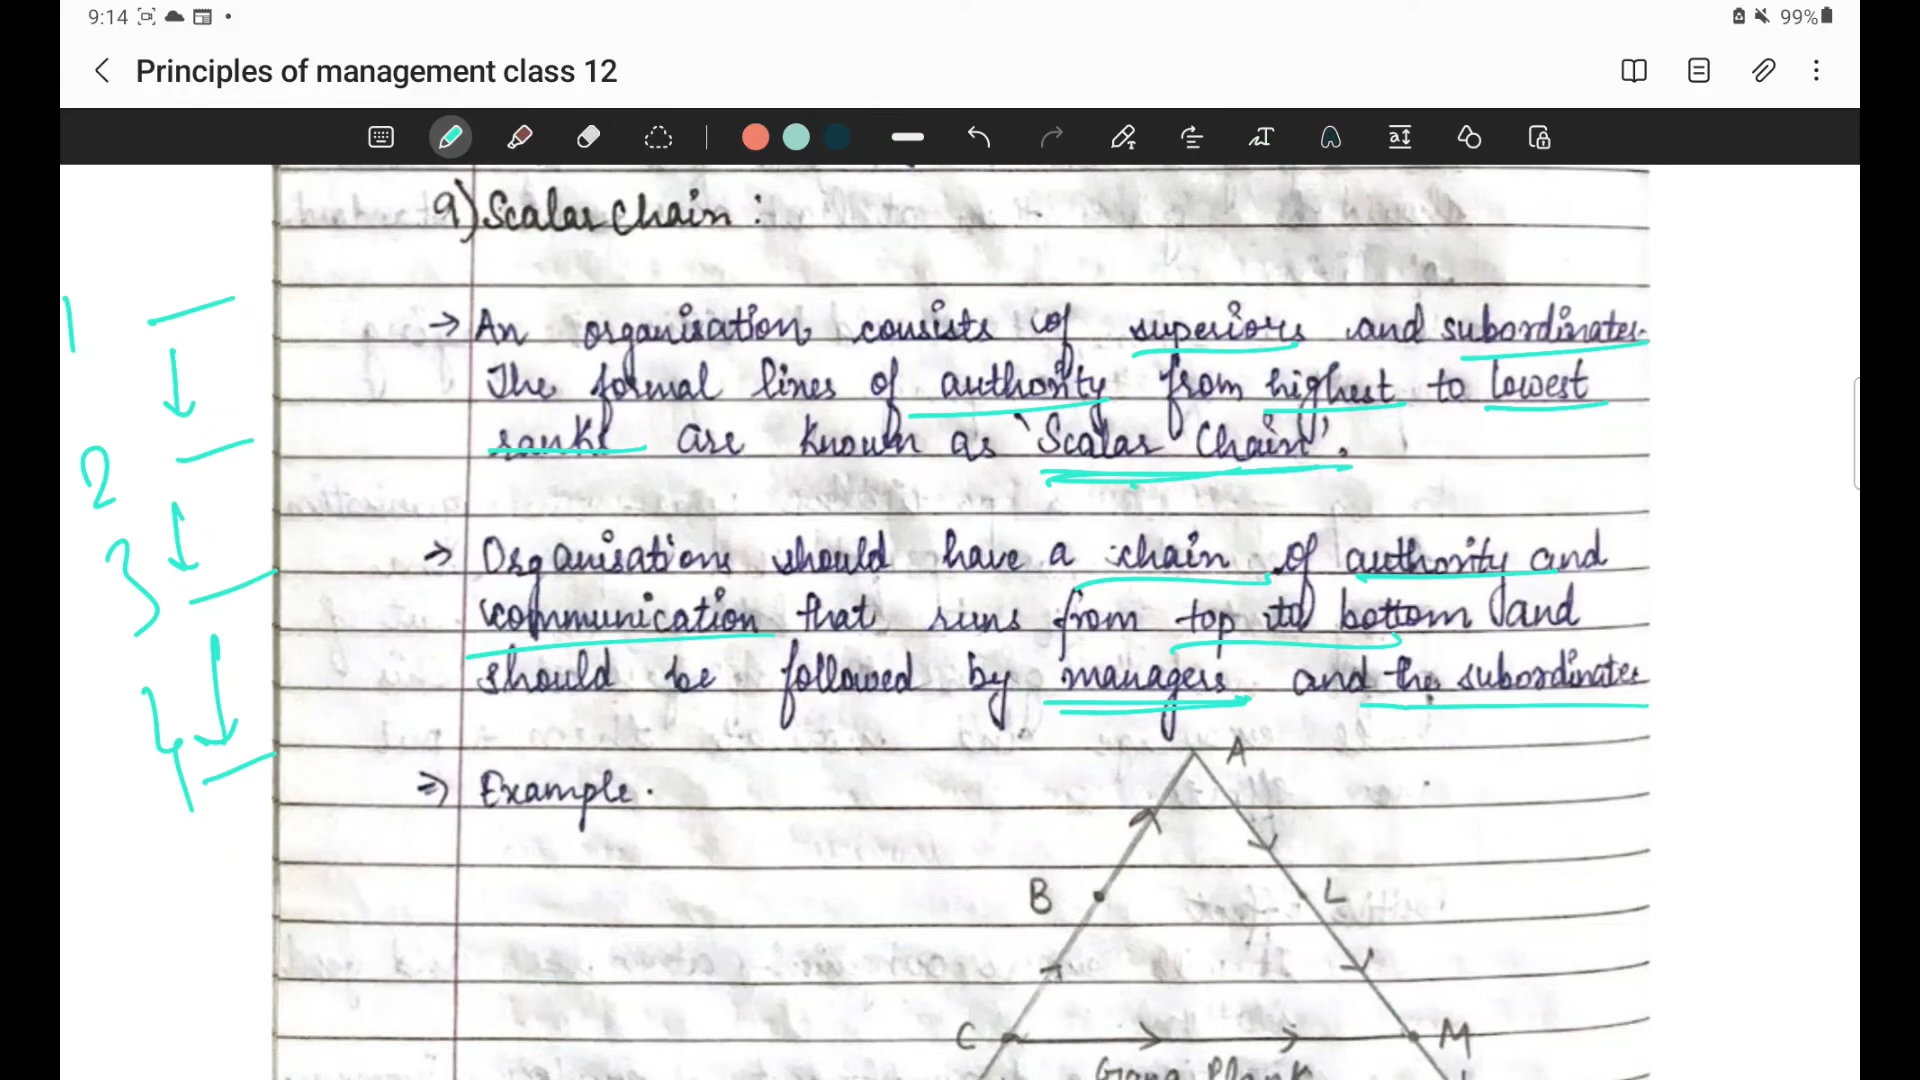 9:14
99%
Principles of management class 12
9) Scalar chain :
→ An organisation consists of superiors and subordinates.
The formal lines of authority from highest to lowest
ranks are known as 'Scalar Chain'.
→ Organisations should have a chain of authority and
communication that runs from top to bottom and
should be followed by managers and the subordinates
⇒ Example.
A
B
L
C
M
Gang Plank
1
2
3
4